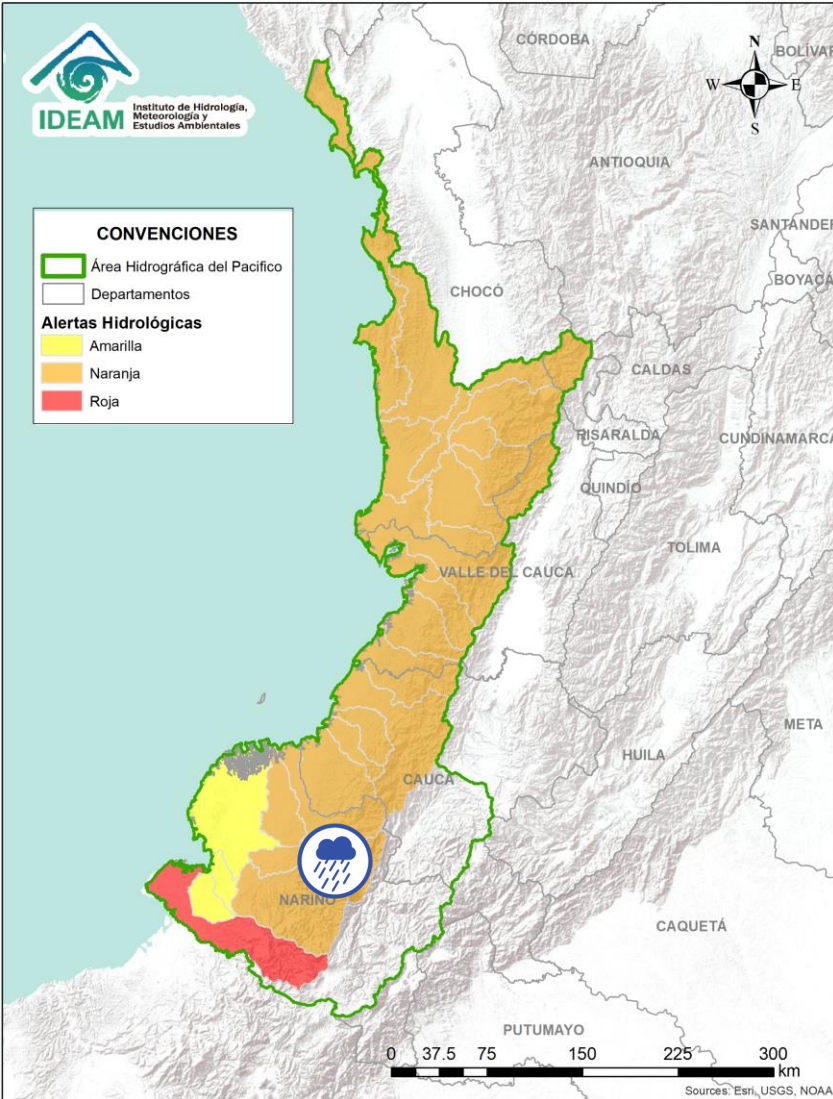 IDEAM
Instituto de Hidrología,
Meteorología y
Estudios Ambientales
CÓRDOBA
BOLÍVAR
N
W
E
S
ANTIOQUIA
SANTANDER
BOYACÁ
CONVENCIONES
Área Hidrográfica del Pacifico
Departamentos
Alertas Hidrológicas
Amarilla
Naranja
Roja
CHOCÓ
CALDAS
RISARALDA
CUNDINAMARCA
QUINDÍO
TOLIMA
VALLE DEL CAUCA
META
HUILA
CAUCA
NARIÑO
CAQUETÁ
PUTUMAYO
0 37.5 75 150 225 300
km
Sources: Esri, USGS, NOAA